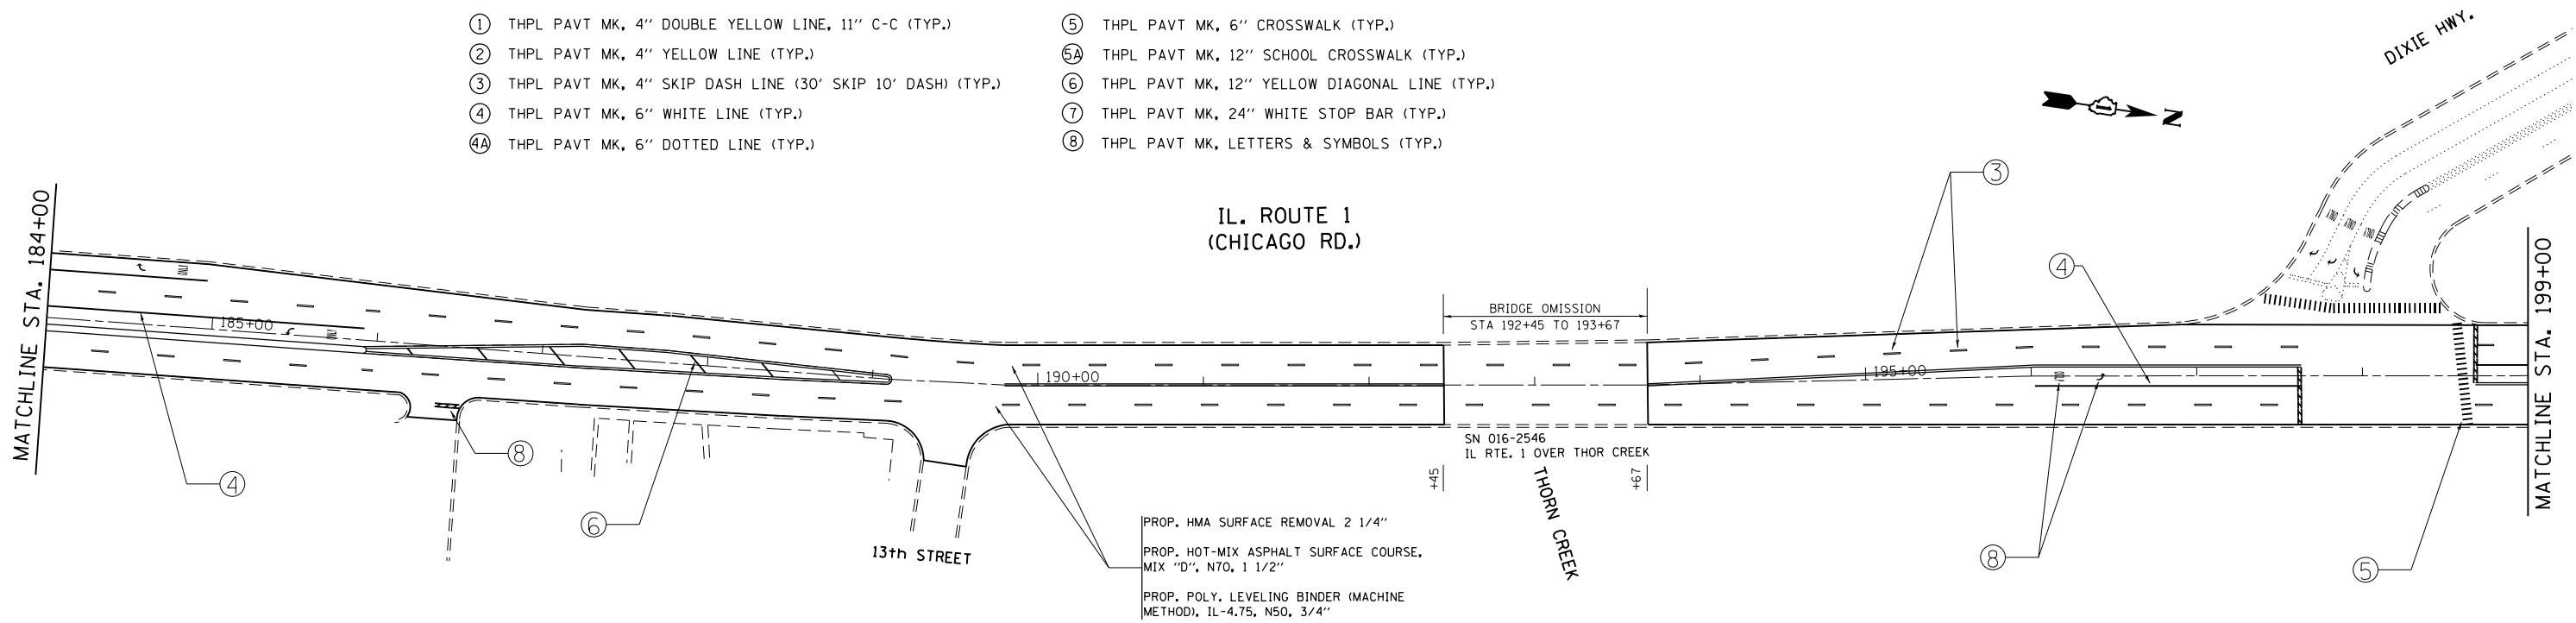 1 THPL PAVT MK, 4" DOUBLE YELLOW LINE, 11" C-C (TYP.)
2 THPL PAVT MK, 4" YELLOW LINE (TYP.)
3 THPL PAVT MK, 4" SKIP DASH LINE (30' SKIP 10' DASH) (TYP.)
4 THPL PAVT MK, 6" WHITE LINE (TYP.)
4A THPL PAVT MK, 6" DOTTED LINE (TYP.)
5 THPL PAVT MK, 6" CROSSWALK (TYP.)
5A THPL PAVT MK, 12" SCHOOL CROSSWALK (TYP.)
6 THPL PAVT MK, 12" YELLOW DIAGONAL LINE (TYP.)
7 THPL PAVT MK, 24" WHITE STOP BAR (TYP.)
8 THPL PAVT MK, LETTERS & SYMBOLS (TYP.)
DIXIE HWY.
1
N
3
IL. ROUTE 1
(CHICAGO RD.)
MATCHLINE STA. 184+00
185+00
4
8
6
13th STREET
190+00
BRIDGE OMISSION
STA 192+45 TO 193+67
SN 016-2546
IL RTE. 1 OVER THOR CREEK
+45
+67
THORN CREEK
PROP. HMA SURFACE REMOVAL 2 1/4"
PROP. HOT-MIX ASPHALT SURFACE COURSE,
MIX "D", N70, 1 1/2"
PROP. POLY. LEVELING BINDER (MACHINE
METHOD), IL-4.75, N50, 3/4"
195+00
4
8
5
MATCHLINE STA. 199+00